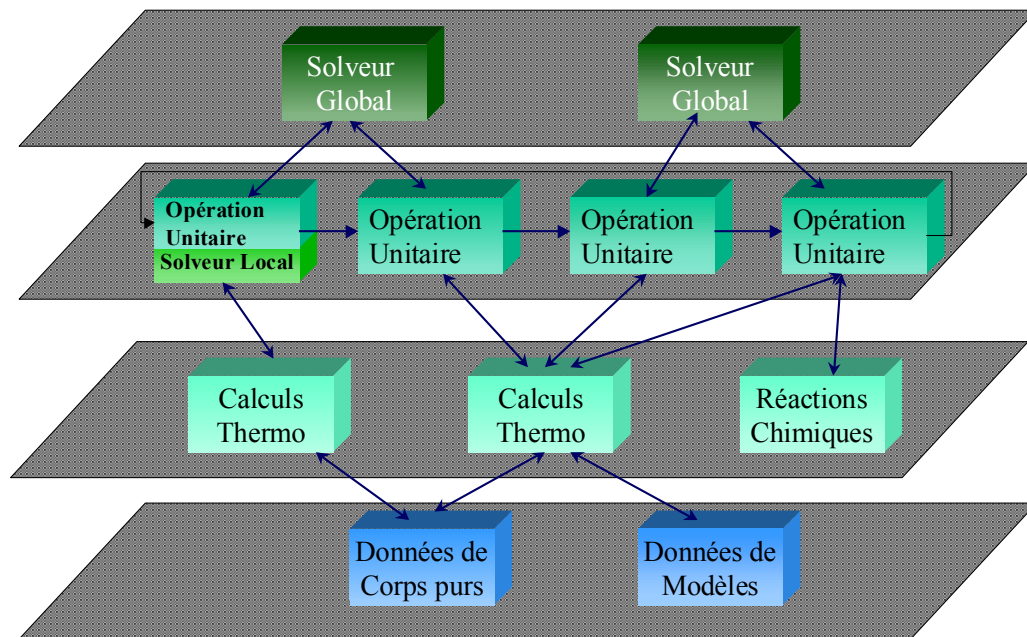 Solveur
Global
Solveur
Global
Opération
Unitaire
Solveur Local
Opération
Unitaire
Opération
Unitaire
Opération
Unitaire
Calculs
Thermo
Calculs
Thermo
Réactions
Chimiques
Données de
Corps purs
Données de
Modèles